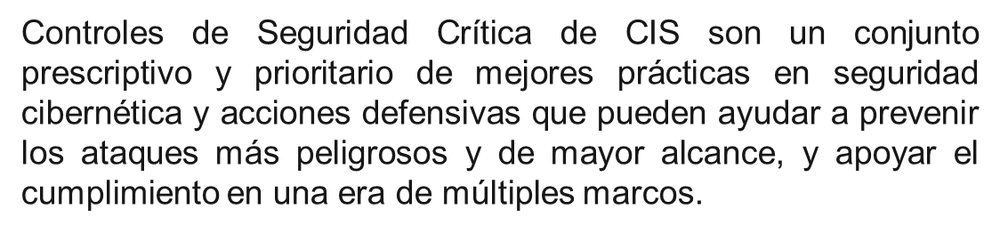 Controles de Seguridad Crítica de CIS son un conjunto
prescriptivo y prioritario de mejores prácticas en seguridad
cibernética y acciones defensivas que pueden ayudar a prevenir
los ataques más peligrosos y de mayor alcance, y apoyar el
cumplimiento en una era de múltiples marcos.